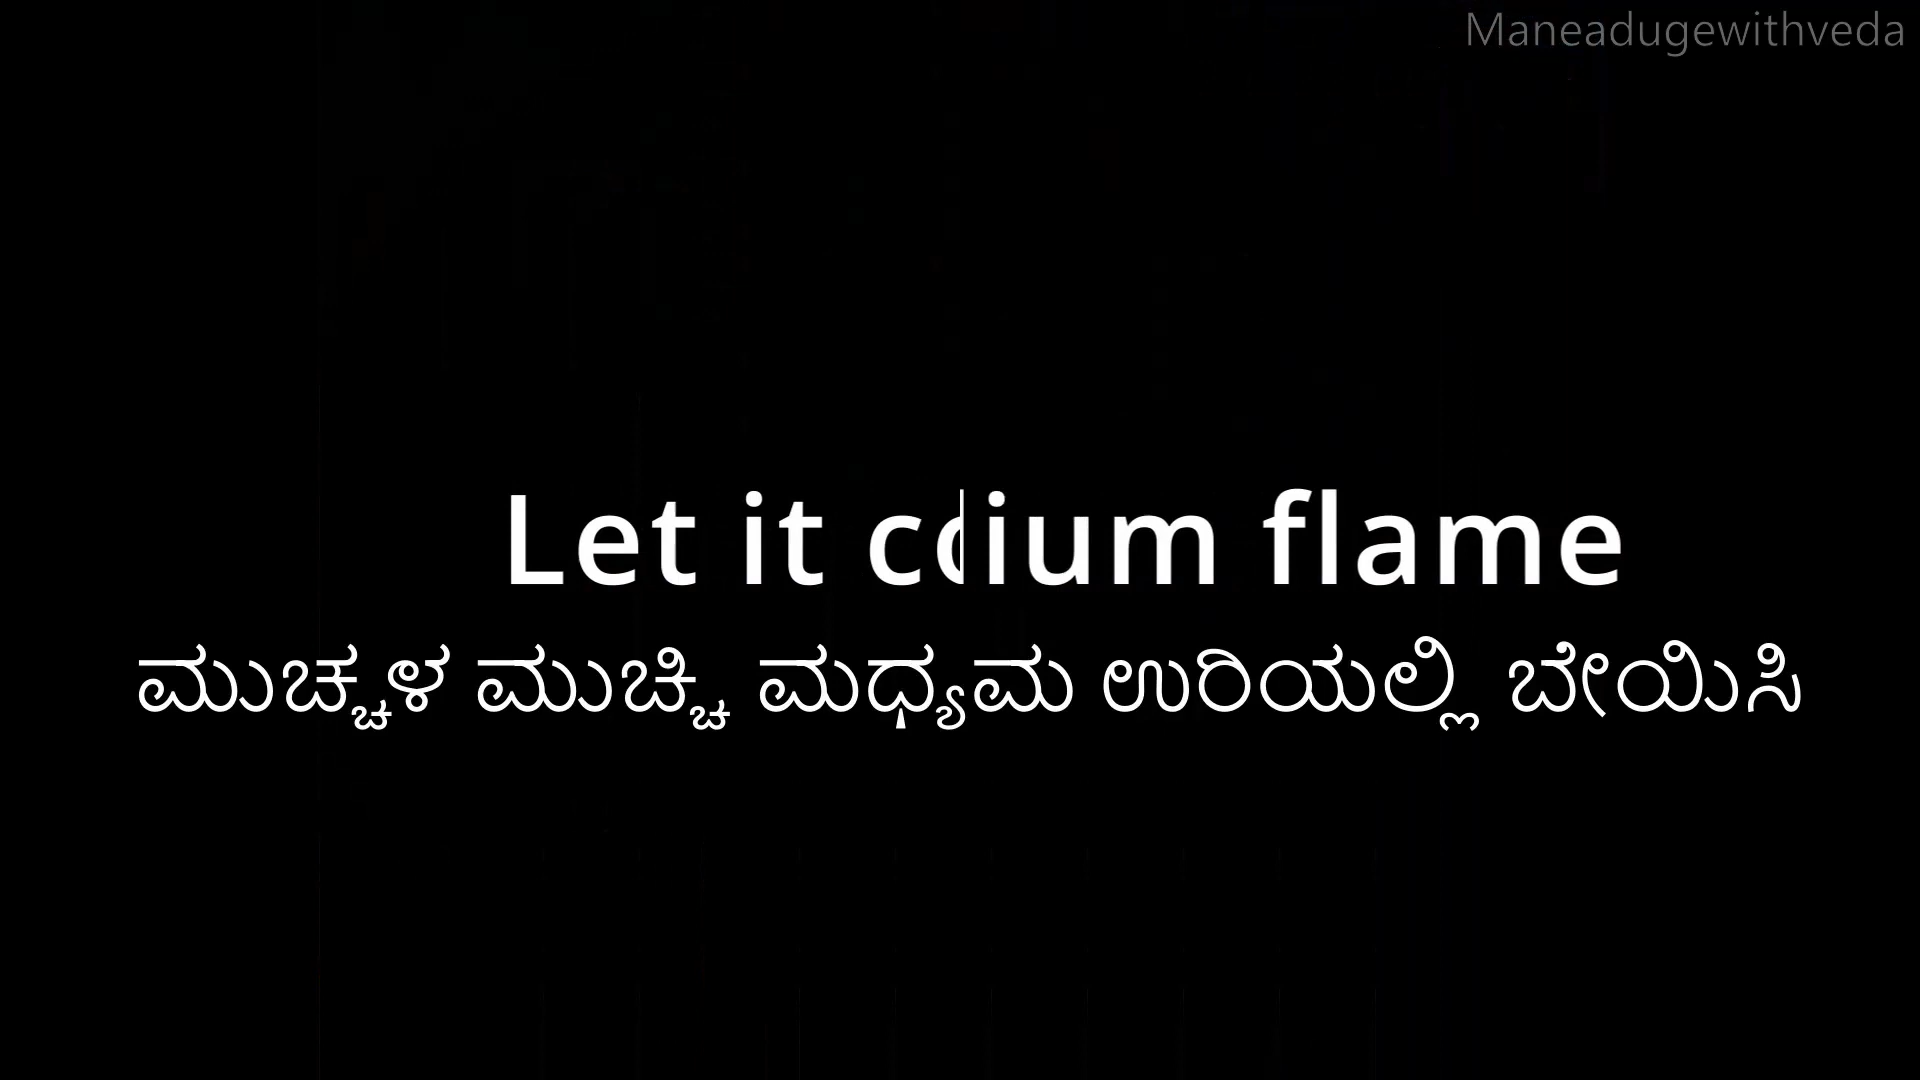 Maneadugewithveda
Let it flame
ಮುಚ್ಚಳ ಮುಚ್ಚಿ ಮಧ್ಯಮ ಉರಿಯಲ್ಲಿ ಬೇಯಿಸಿ